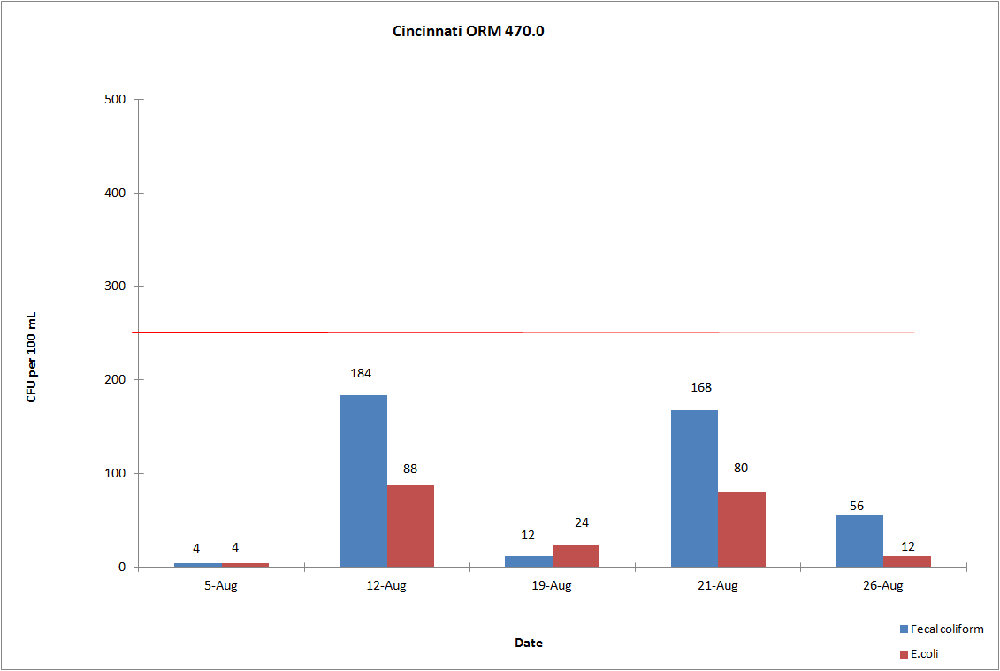 Cincinnati ORM 470.0
500
400
300
200
100
0
CFU per 100 mL
184
168
88
80
56
24
12
12
4
4
5-Aug
12-Aug
19-Aug
21-Aug
26-Aug
Date
Fecal coliform
E.coli